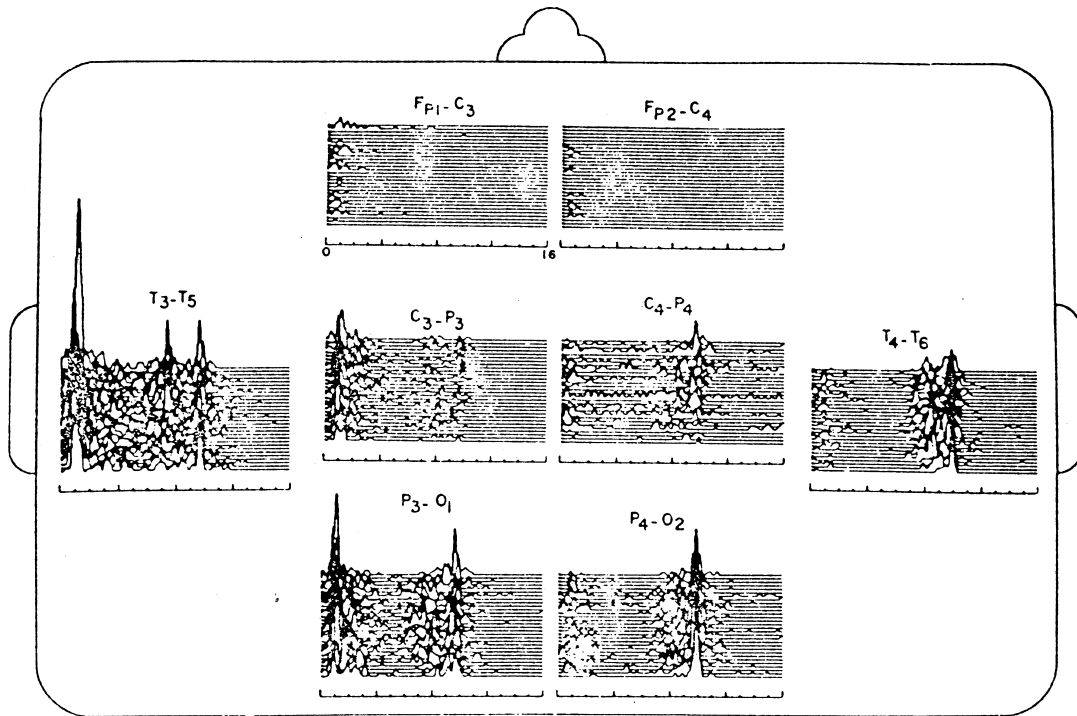 FP1-C3
FP2-C4
0
16
T3-T5
C3-P3
C4-P4
T4-T6
P3-O1
P4-O2